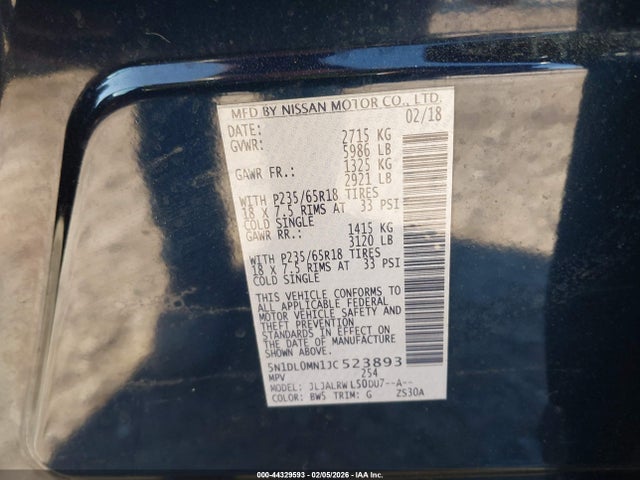 MFD BY NISSAN MOTOR CO., LTD.
DATE: 02/18
GVWR: 2715 KG
5986 LB
GAWR FR.: 1325 KG
2921 LB
WITH P235/65R18 TIRES
18 X 7.5 RIMS AT 33 PSI
COLD SINGLE
GAWR RR.: 1415 KG
3120 LB
WITH P235/65R18 TIRES
18 X 7.5 RIMS AT 33 PSI
COLD SINGLE
THIS VEHICLE CONFORMS TO
ALL APPLICABLE FEDERAL
MOTOR VEHICLE SAFETY AND
THEFT PREVENTION
STANDARDS IN EFFECT ON
THE DATE OF MANUFACTURE
SHOWN ABOVE.
5N1DL0MN1JC523893
MPV 254
MODEL: JLJALRW L50DU7--A--
COLOR: BW5 TRIM: G ZS30A
000-44329593 - 02/05/2026 - IAA Inc.